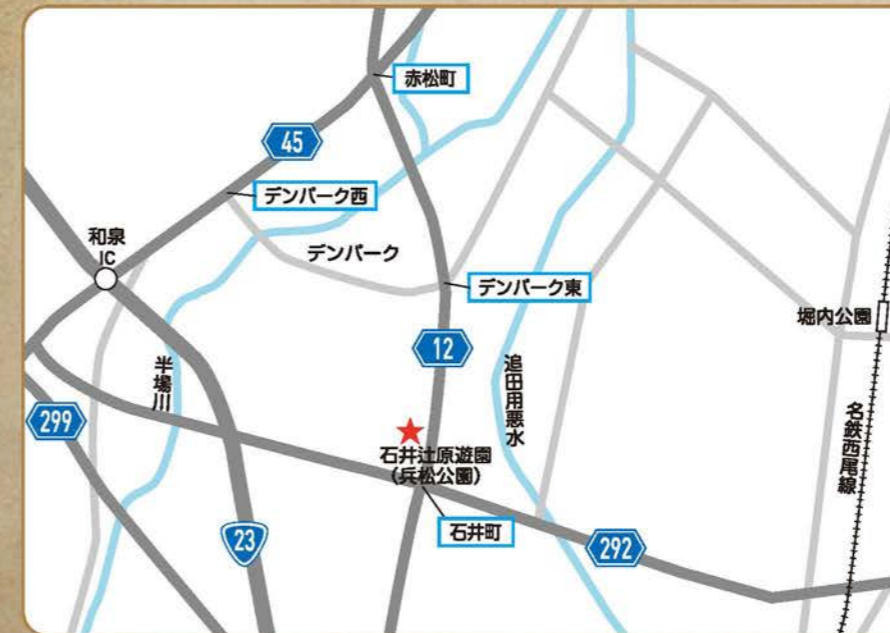 赤松町
45
デンパーク西
和泉
IC
デンパーク
デンパーク東
堀内公園
12
半場川
追田用悪水
299
名鉄西尾線
石井辻原遊園
（兵松公園）
石井町
23
292